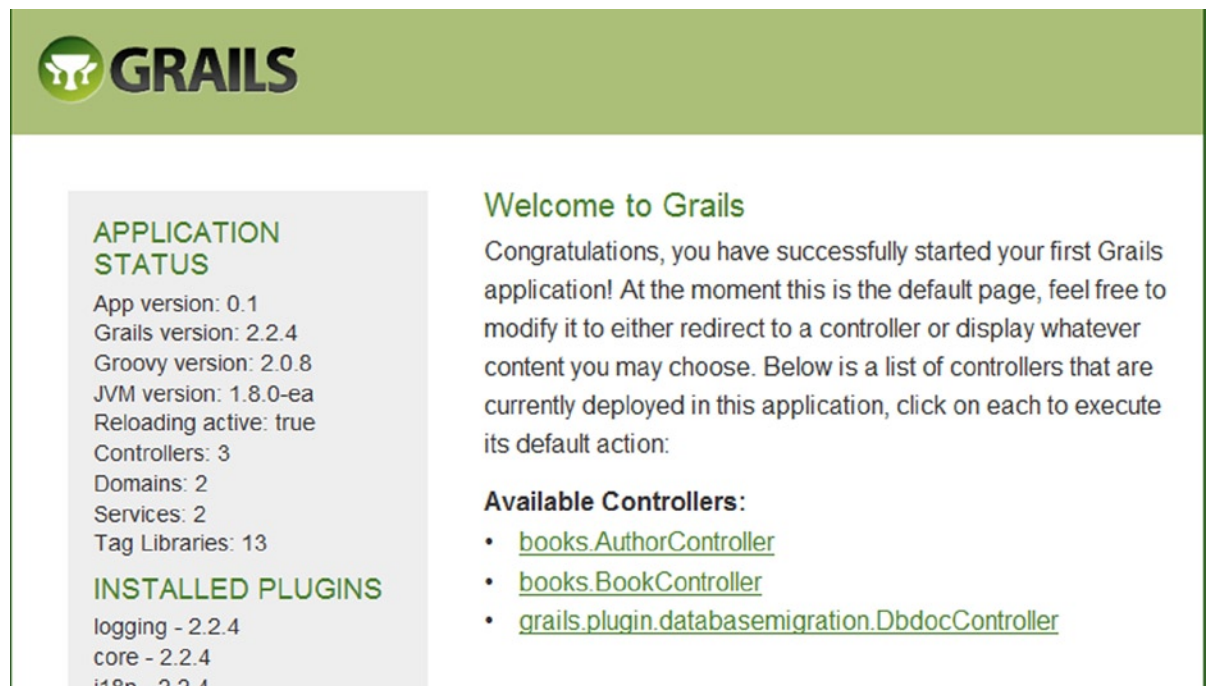 GRAILS
APPLICATION
STATUS
App version: 0.1
Grails version: 2.2.4
Groovy version: 2.0.8
JVM version: 1.8.0-ea
Reloading active: true
Controllers: 3
Domains: 2
Services: 2
Tag Libraries: 13
INSTALLED PLUGINS
logging - 2.2.4
core - 2.2.4
i18n - 2.2.4
Welcome to Grails
Congratulations, you have successfully started your first Grails
application! At the moment this is the default page, feel free to
modify it to either redirect to a controller or display whatever
content you may choose. Below is a list of controllers that are
currently deployed in this application, click on each to execute
its default action:
Available Controllers:
• books.AuthorController
• books.BookController
• grails.plugin.databasemigration.DbdocController